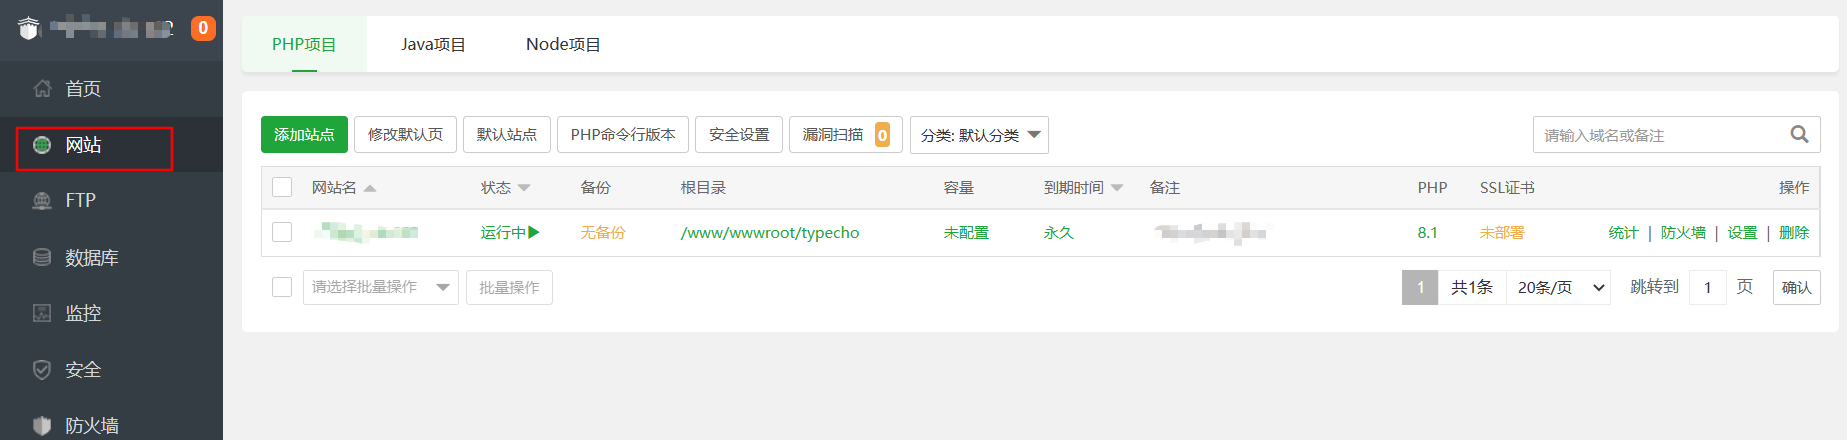 0
首页
网站
FTP
数据库
监控
安全
防火墙
PHP项目 Java项目 Node项目
添加站点 修改默认页 默认站点 PHP命令行版本 安全设置 漏洞扫描 0 分类: 默认分类 请输入域名或备注
网站名 状态 备份 根目录 容量 到期时间 备注 PHP SSL证书 操作
运行中 无备份 /www/wwwroot/typecho 未配置 永久 8.1 未部署 统计 | 防火墙 | 设置 | 删除
请选择批量操作 批量操作 1 共1条 20条/页 跳转到 1 页 确认